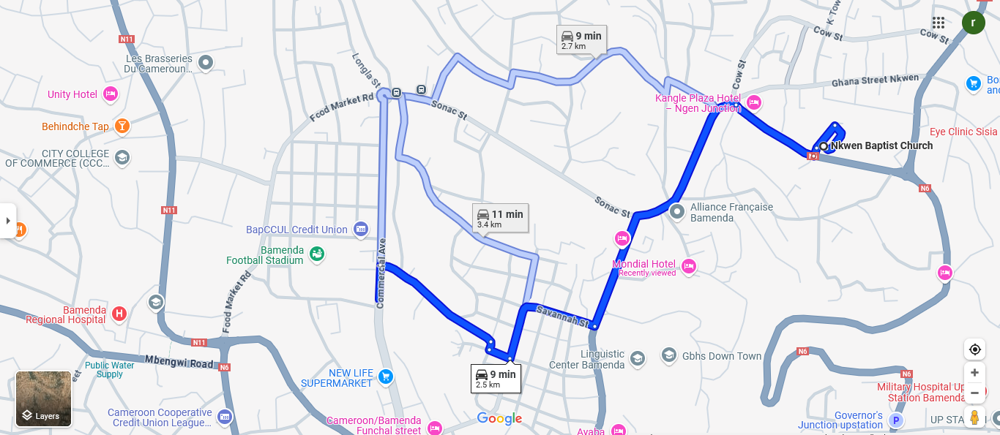 K-Tow
Cow St
Cow St
r
9 min
2.7 km
N11
Les Brasseries
Du Cameroun...
Longla St
Cow St
Ghana Street Nkwen
Unity Hotel
Food Market Rd
Sonac St
Kangle Plaza Hotel
– Ngen Junction
Behindche Tap
Eye Clinic Sisia
Nkwen Baptist Church
CITY COLLEGE
OF COMMERCE (CCC...
N6
Sonac St
Alliance Française
Bamenda
N11
11 min
3.4 km
BapCCUL Credit Union
Bamenda
Football Stadium
Commercial Ave
Mondial Hotel
Recently viewed
Food Market Rd
Bamenda
Regional Hospital
H
Savannah St
N11
Mbengwi Road
N6
Public Water
Supply
eet
Linguistic
Center Bamenda
Gbhs Down Town
N6
NEW LIFE
SUPERMARKET
9 min
2.5 km
N6
Military Hospital Up
Station Bamenda
Layers
Cameroon Cooperative
Credit Union League...
Cameroon/Bamenda
Funchal street
Google
Ayaba
Governor's
Junction upstation
P
UP STA